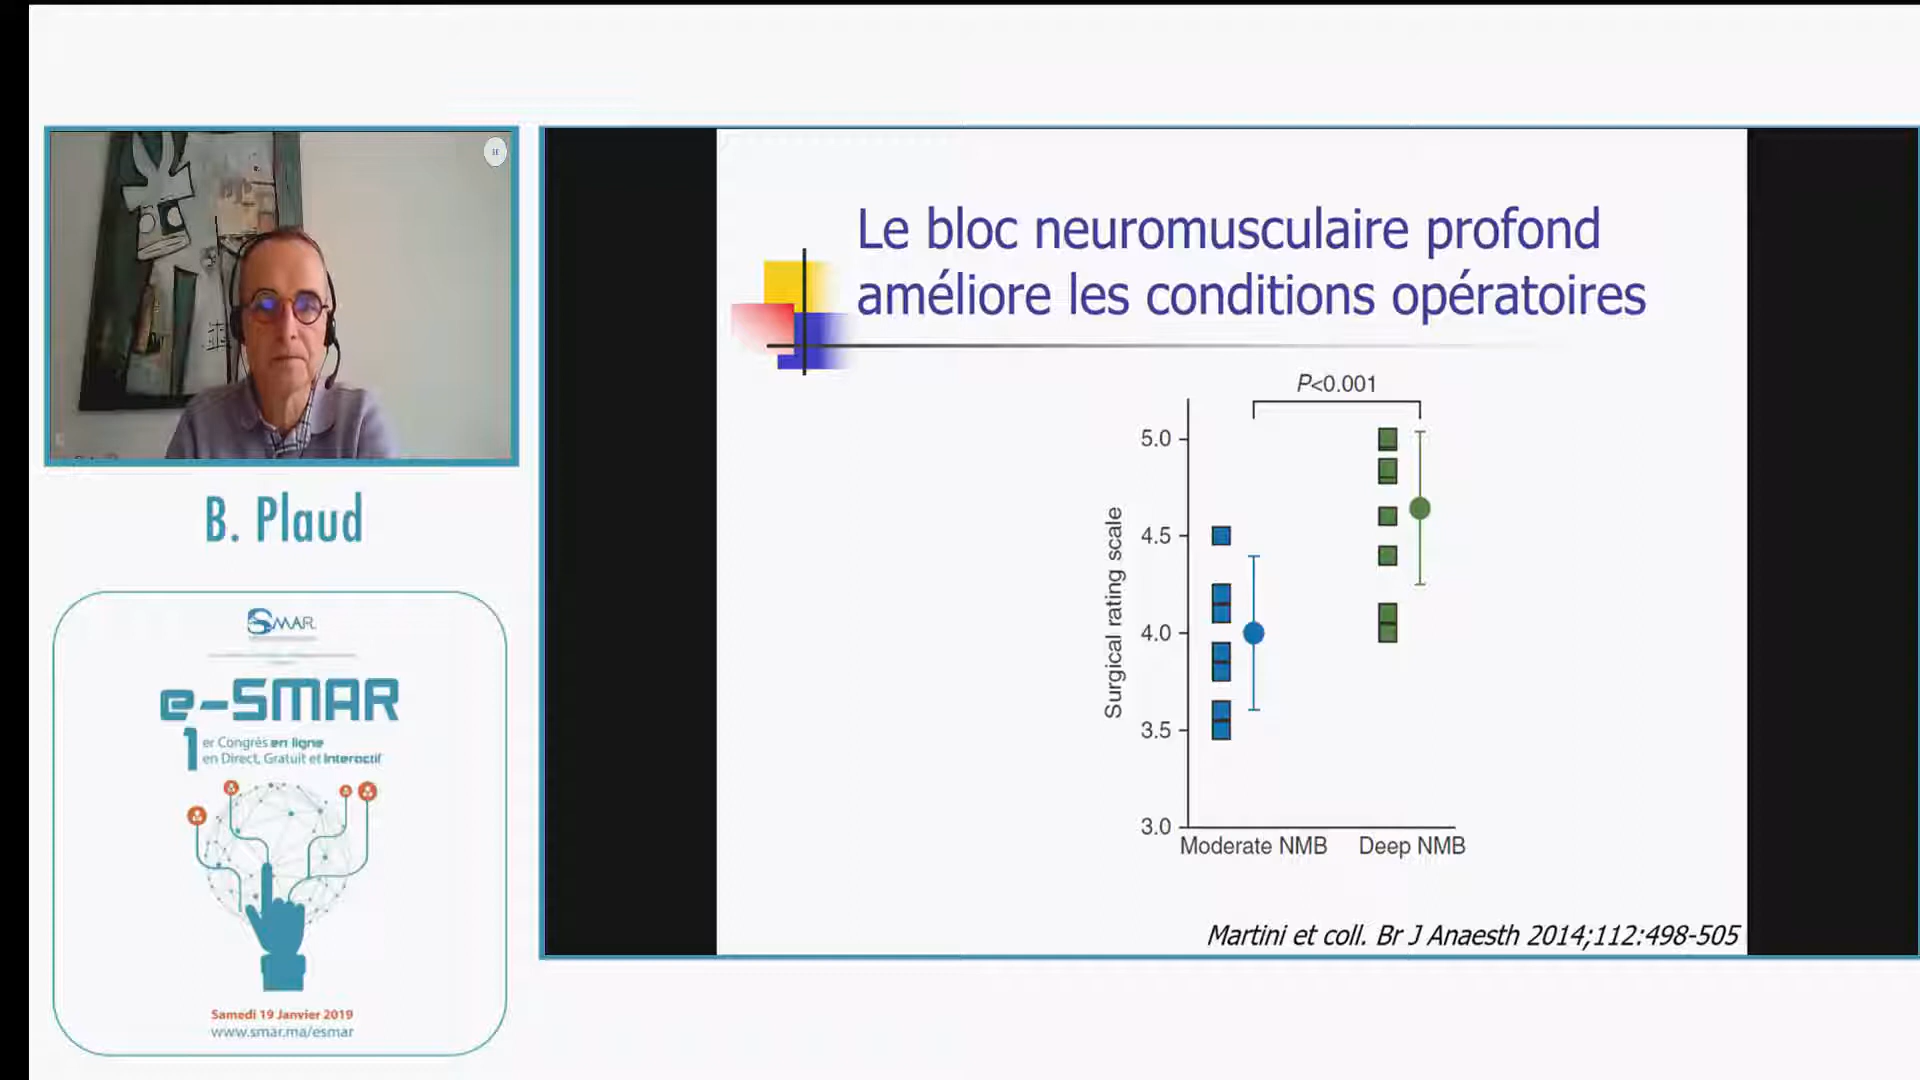 B. Plaud
SMAR
e-SMAR
1er Congrès en ligne
en Direct, Gratuit et Interactif
Samedi 19 Janvier 2019
www.smar.ma/esmar
Le bloc neuromusculaire profond
améliore les conditions opératoires
P<0.001
Surgical rating scale
5.0
4.5
4.0
3.5
3.0
Moderate NMB
Deep NMB
Martini et coll. Br J Anaesth 2014;112:498-505